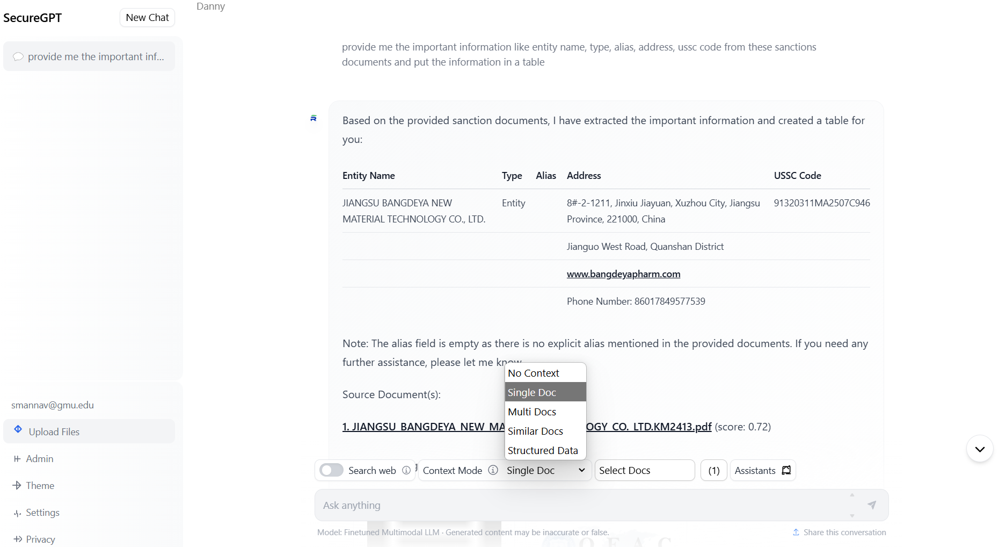 SecureGPT
New Chat
provide me the important inf...
smannav@gmu.edu
Upload Files
Admin
Theme
Settings
Privacy
Danny
provide me the important information like entity name, type, alias, address, ussc code from these sanctions
documents and put the information in a table
Based on the provided sanction documents, I have extracted the important information and created a table for
you:
Entity Name Type Alias Address USSC Code
JIANGSU BANGDEYA NEW Entity 8#-2-1211, Jinxiu Jiayuan, Xuzhou City, Jiangsu 91320311MA2507C946
MATERIAL TECHNOLOGY CO., LTD. Province, 221000, China
Jianguo West Road, Quanshan District
www.bangdeyapharm.com
Phone Number: 86017849577539
Note: The alias field is empty as there is no explicit alias mentioned in the provided documents. If you need any
further assistance, please let me know
Source Document(s):
1. JIANGSU BANGDEYA NEW MA OGY CO. LTD.KM2413.pdf (score: 0.72)
No Context
Single Doc
Multi Docs
Similar Docs
Structured Data
Search web Context Mode Single Doc Select Docs (1) Assistants
Ask anything
Model: Finetuned Multimodal LLM · Generated content may be inaccurate or false.
Share this conversation
O F A C